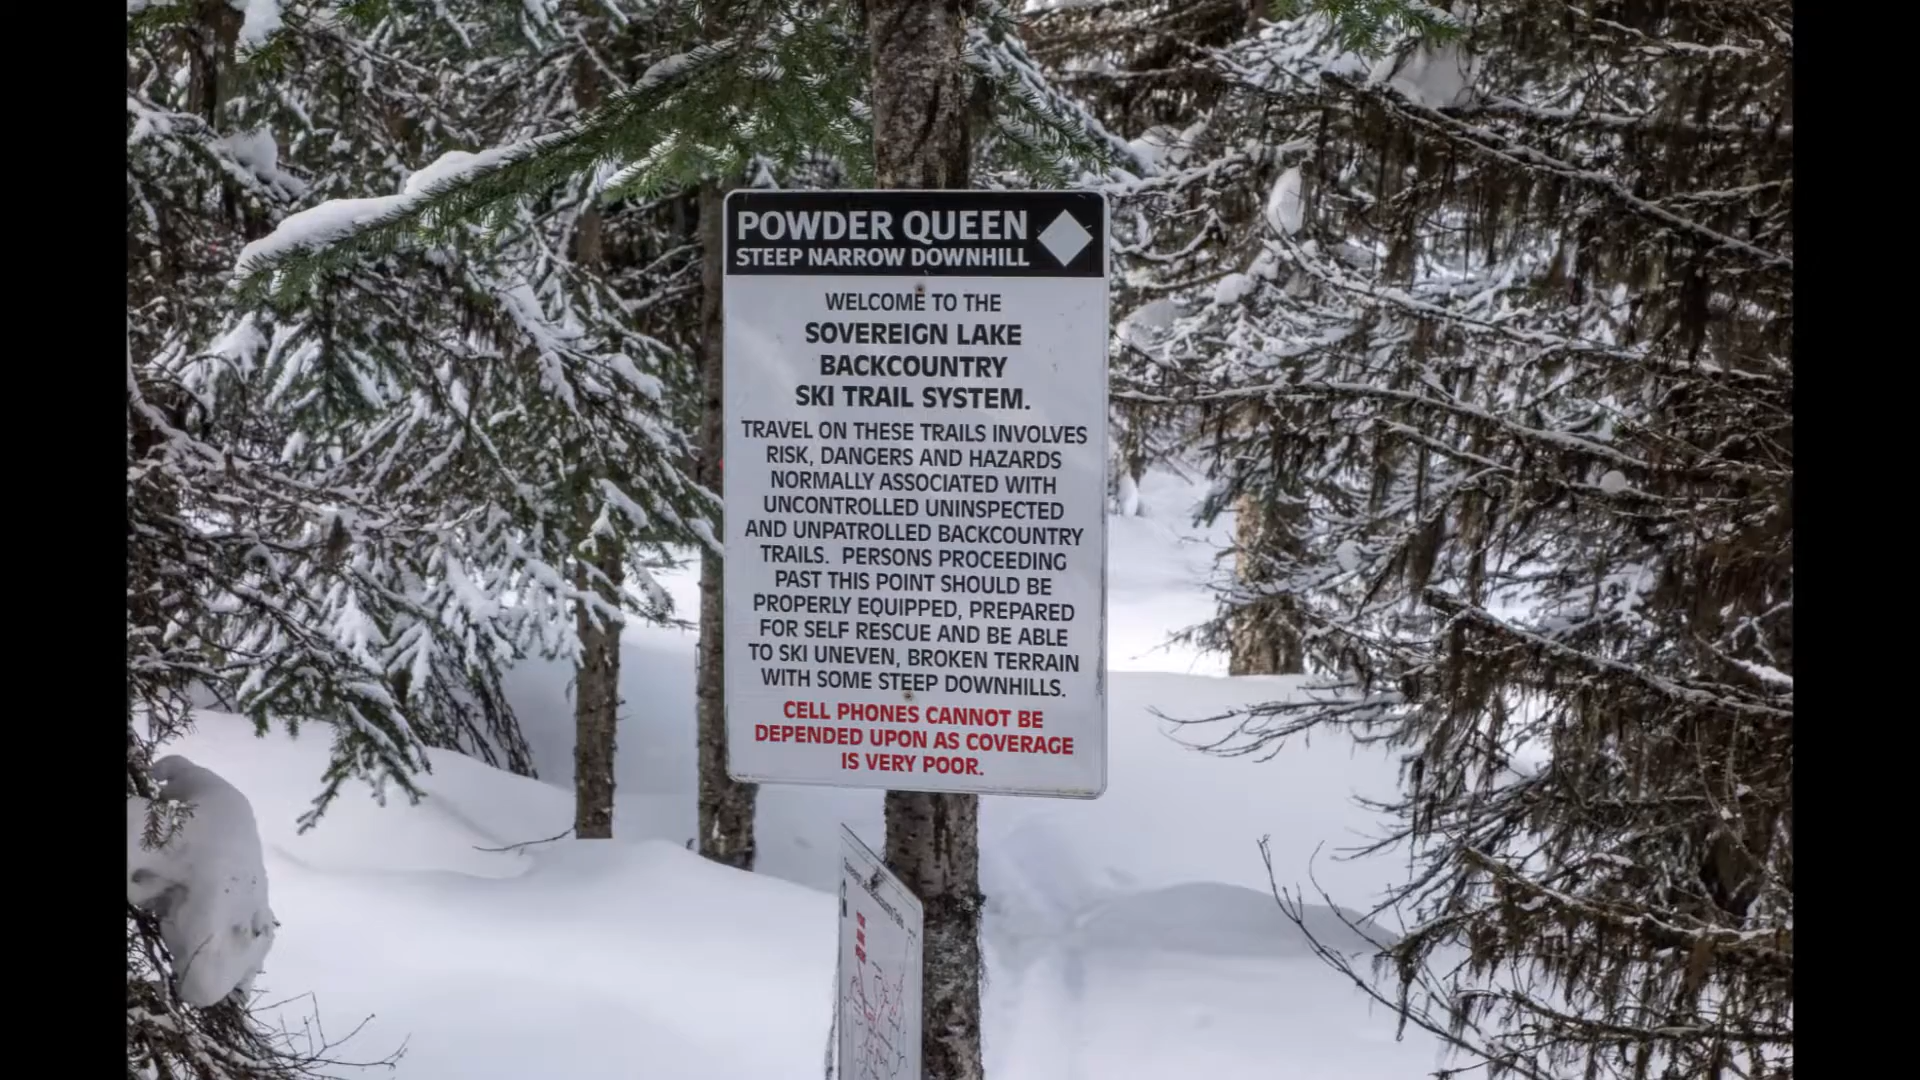 POWDER QUEEN
STEEP NARROW DOWNHILL
WELCOME TO THE
SOVEREIGN LAKE
BACKCOUNTRY
SKI TRAIL SYSTEM.
TRAVEL ON THESE TRAILS INVOLVES
RISK, DANGERS AND HAZARDS
NORMALLY ASSOCIATED WITH
UNCONTROLLED UNINSPECTED
AND UNPATROLLED BACKCOUNTRY
TRAILS. PERSONS PROCEEDING
PAST THIS POINT SHOULD BE
PROPERLY EQUIPPED, PREPARED
FOR SELF RESCUE AND BE ABLE
TO SKI UNEVEN, BROKEN TERRAIN
WITH SOME STEEP DOWNHILLS.
CELL PHONES CANNOT BE
DEPENDED UPON AS COVERAGE
IS VERY POOR.